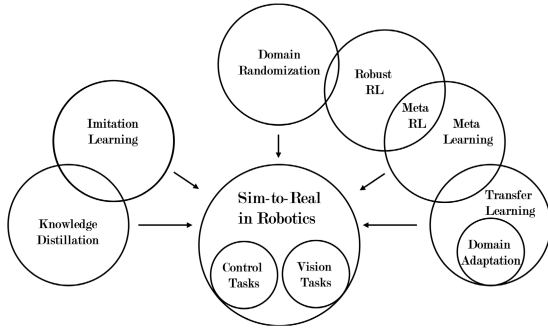 Domain
Randomization
Robust
RL
Meta
RL
Meta
Learning
Imitation
Learning
Knowledge
Distillation
Transfer
Learning
Domain
Adaptation
Sim-to-Real
in Robotics
Control
Tasks
Vision
Tasks